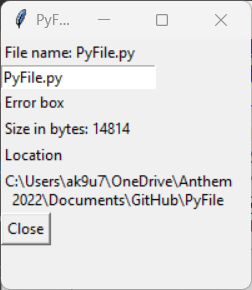 PyF...
File name: PyFile.py
PyFile.py
Error box
Size in bytes: 14814
Location
C:\Users\ak9u7\OneDrive\Anthem
2022\Documents\GitHub\PyFile
Close